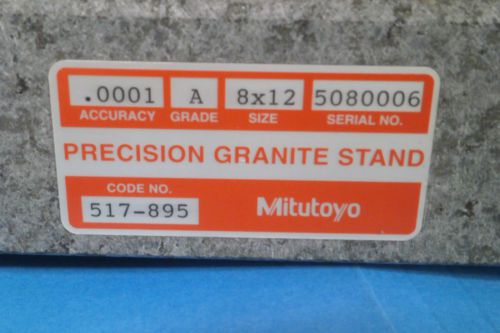 .0001 A 8x12 5080006
ACCURACY GRADE SIZE SERIAL NO.
PRECISION GRANITE STAND
CODE NO.
517-895 Mitutoyo